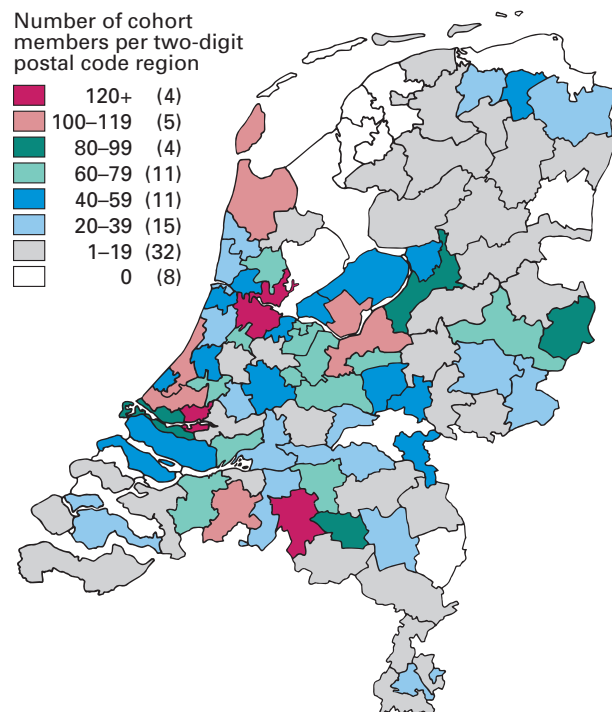 Number of cohort
members per two-digit
postal code region
120+ (4)
100–119 (5)
80–99 (4)
60–79 (11)
40–59 (11)
20–39 (15)
1–19 (32)
0 (8)